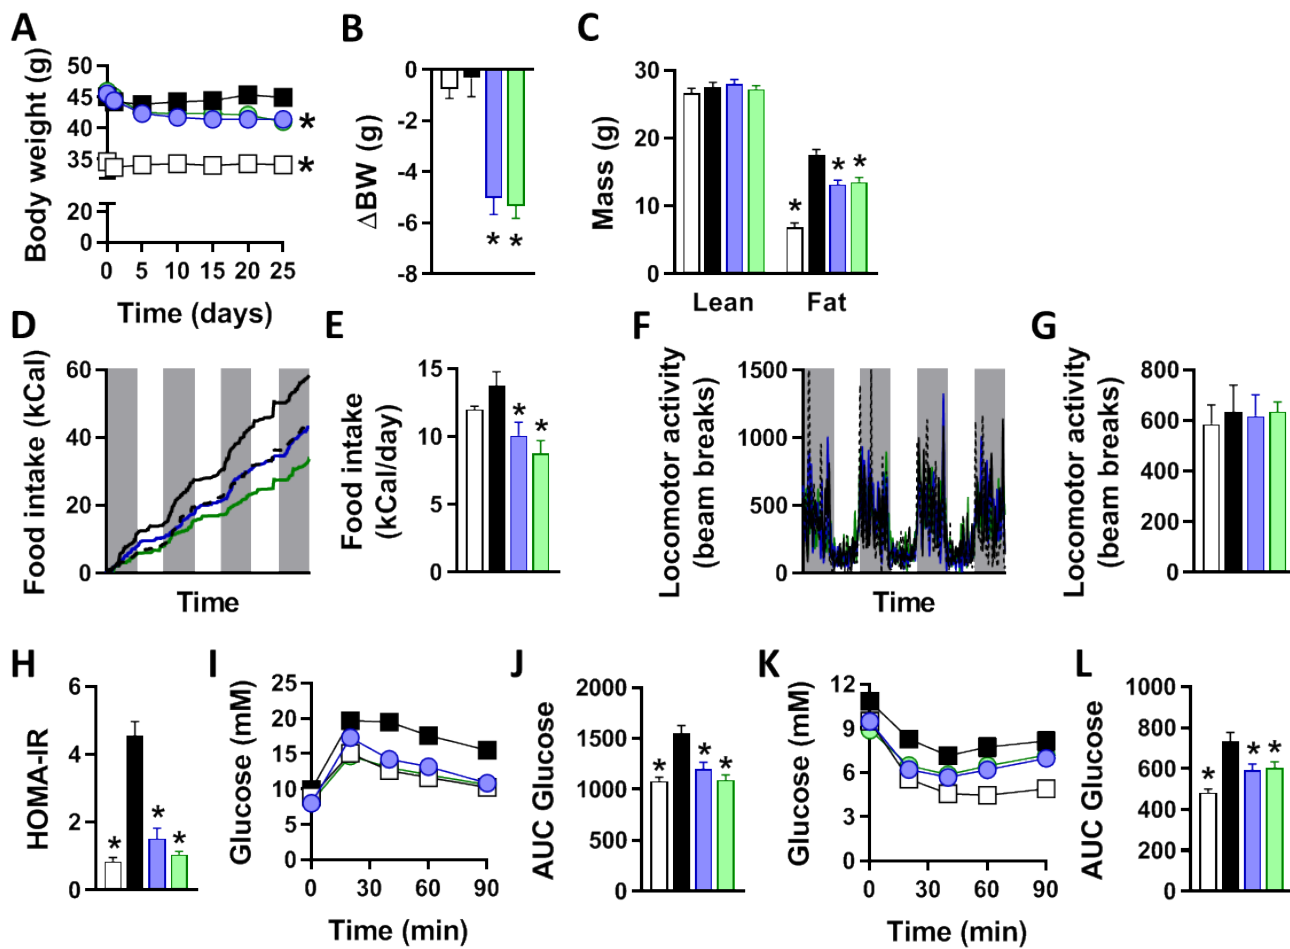 A
Body weight (g)
50
45
40
35
20
0
0 5 10 15 20 25
Time (days)
* *
B
ΔBW (g)
0
-2
-4
-6
-8
* *
C
Mass (g)
30
20
10
0
* * *
Lean Fat
D
Food intake (kCal)
60
40
20
0
Time
E
Food intake
(kCal/day)
15
10
5
0
* *
F
Locomotor activity
(beam breaks)
1500
1000
500
0
Time
G
Locomotor activity
(beam breaks)
800
600
400
200
0
H
HOMA-IR
6
4
2
0
* * *
I
Glucose (mM)
25
20
15
10
5
0
0 30 60 90
Time (min)
J
AUC Glucose
2000
1500
1000
500
0
* * *
K
Glucose (mM)
12
9
6
3
0
0 30 60 90
Time (min)
L
AUC Glucose
1000
800
600
400
200
0
* * *